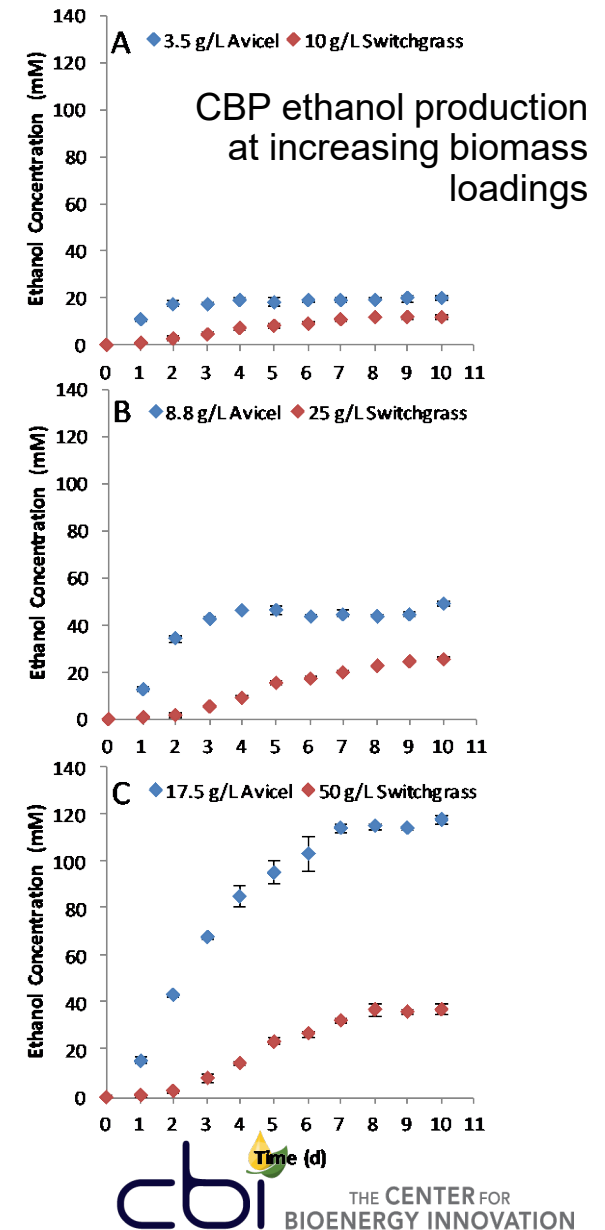 A 3.5 g/L Avicel 10 g/L Switchgrass
CBP ethanol production
at increasing biomass
loadings
Ethanol Concentration (mM)
140
120
100
80
60
40
20
0
0 1 2 3 4 5 6 7 8 9 10 11
B 8.8 g/L Avicel 25 g/L Switchgrass
Ethanol Concentration (mM)
140
120
100
80
60
40
20
0
0 1 2 3 4 5 6 7 8 9 10 11
C 17.5 g/L Avicel 50 g/L Switchgrass
Ethanol Concentration (mM)
140
120
100
80
60
40
20
0
0 1 2 3 4 5 6 7 8 9 10 11
Time (d)
cbi
THE CENTER FOR
BIOENERGY INNOVATION